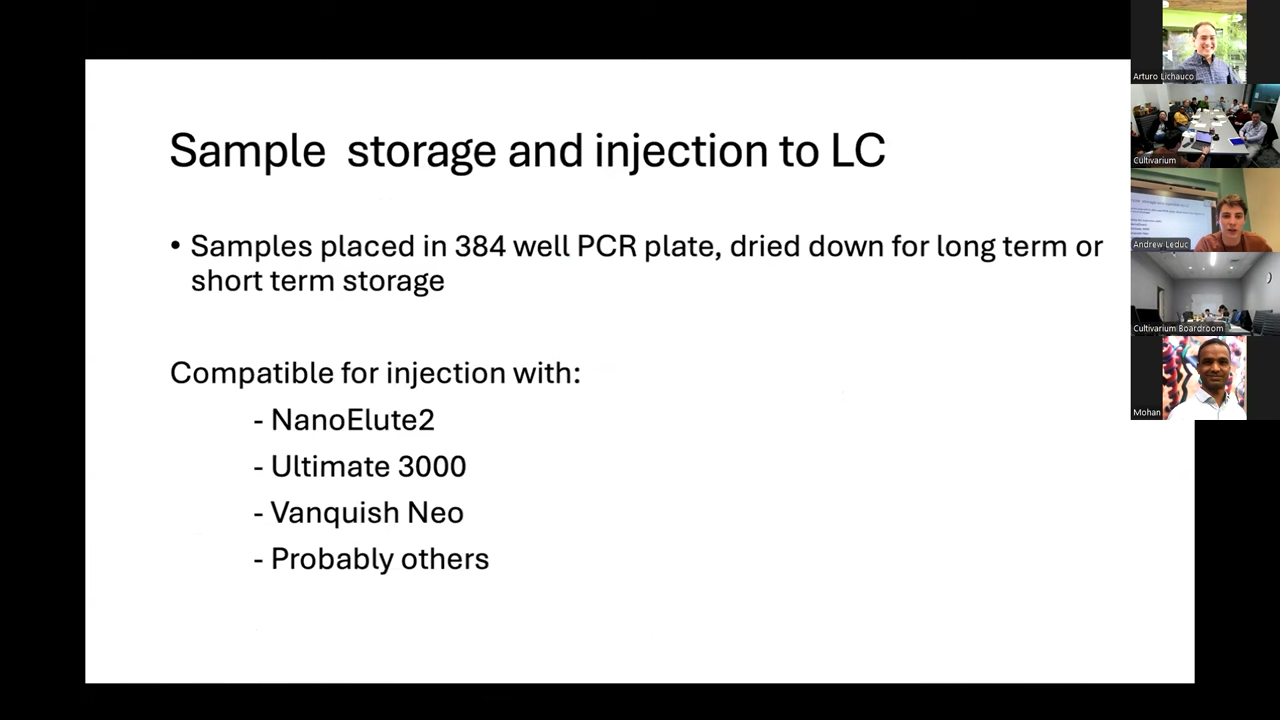 Sample  storage and injection to LC
• Samples placed in 384 well PCR plate, dried down for long term or
short term storage
Compatible for injection with:
- NanoElute2
- Ultimate 3000
- Vanquish Neo
- Probably others
Arturo Lichauco
Cultivarium
Andrew Leduc
Cultivarium Boardroom
Mohan